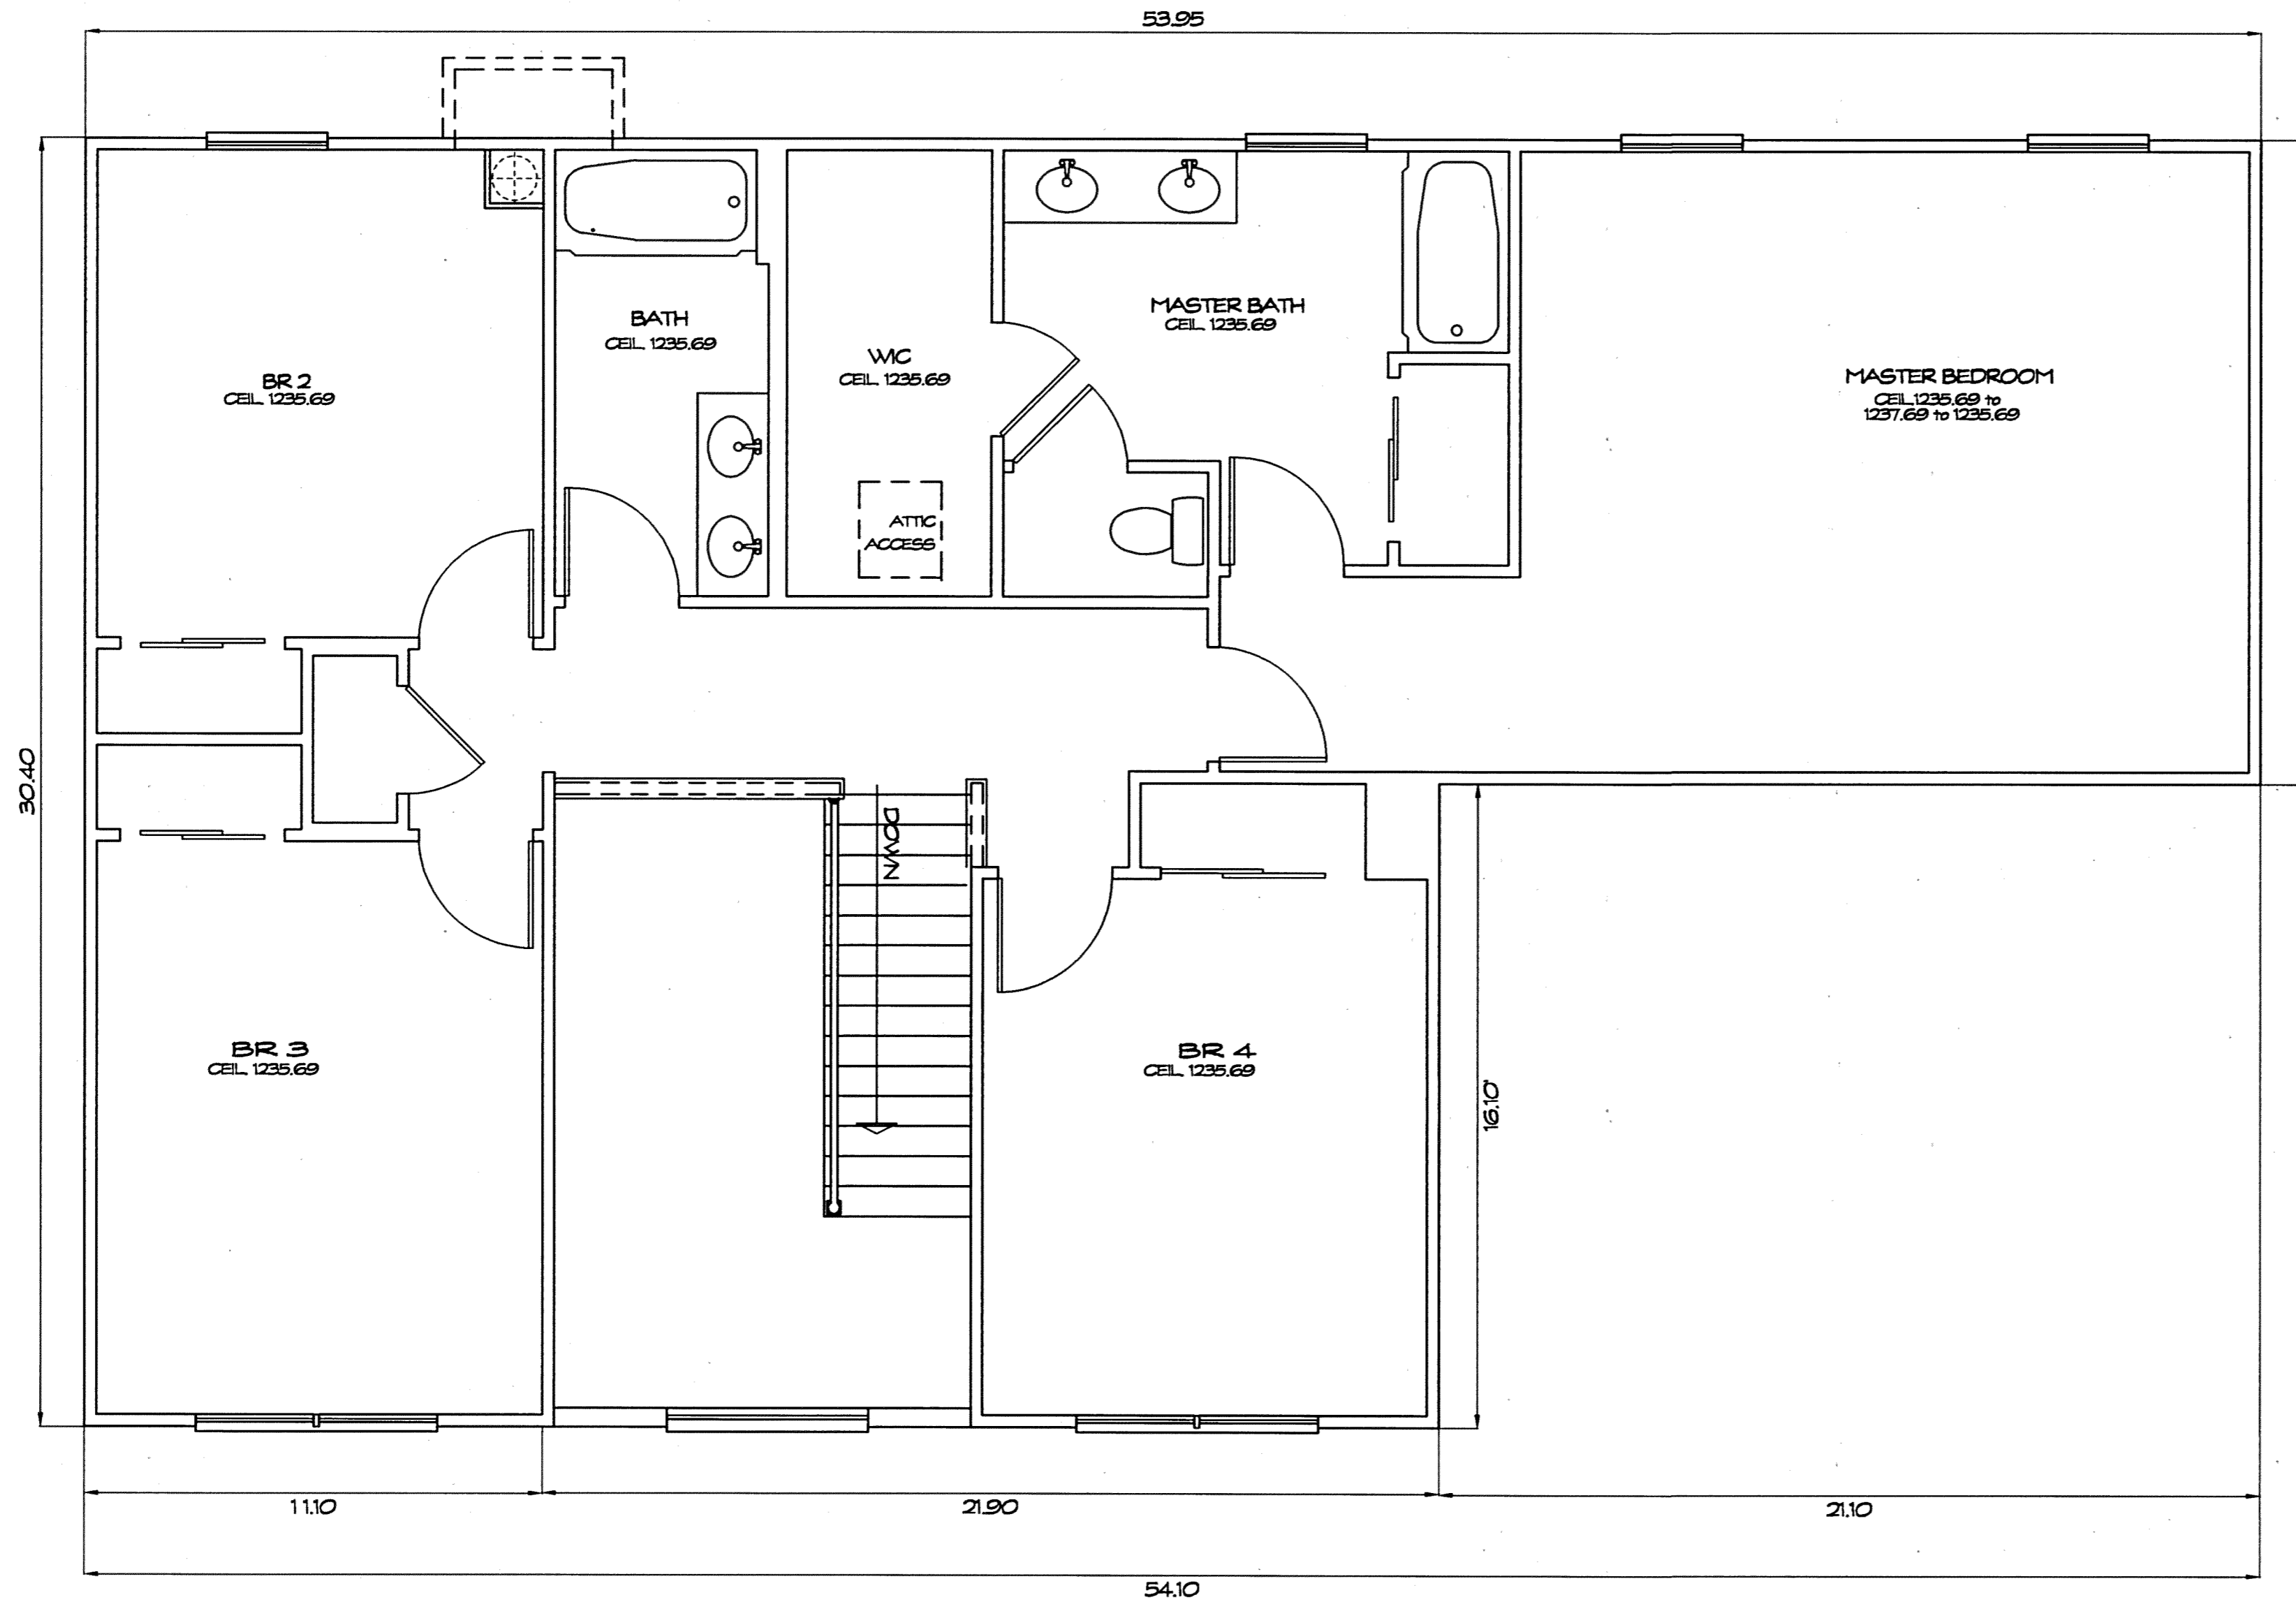 53.95
BATH
CEIL 1235.69
MASTER BATH
CEIL 1235.69
WIC
CEIL 1235.69
BR 2
CEIL 1235.69
MASTER BEDROOM
CEIL 1235.69 to
1237.69 to 1235.69
ATTIC
ACCESS
30.40
DOWN
BR 3
CEIL 1235.69
BR 4
CEIL 1235.69
16.10'
11.10
21.90
21.10
54.10